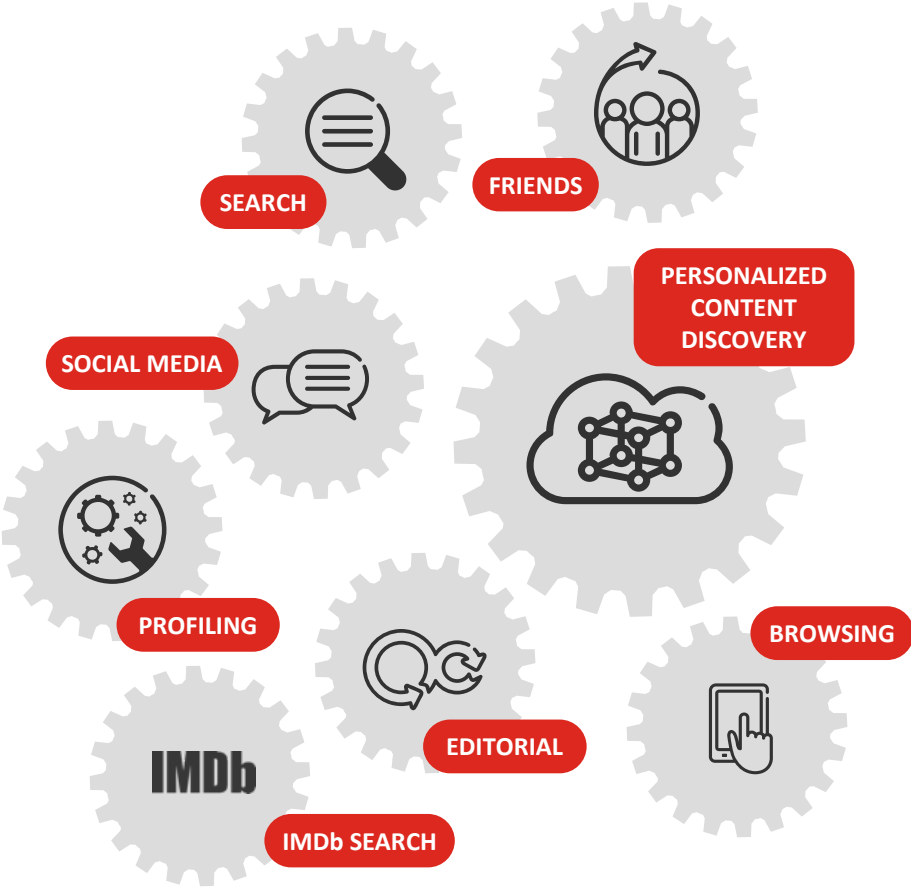 SEARCH
FRIENDS
PERSONALIZED
CONTENT
DISCOVERY
SOCIAL MEDIA
PROFILING
BROWSING
EDITORIAL
IMDb
IMDb SEARCH